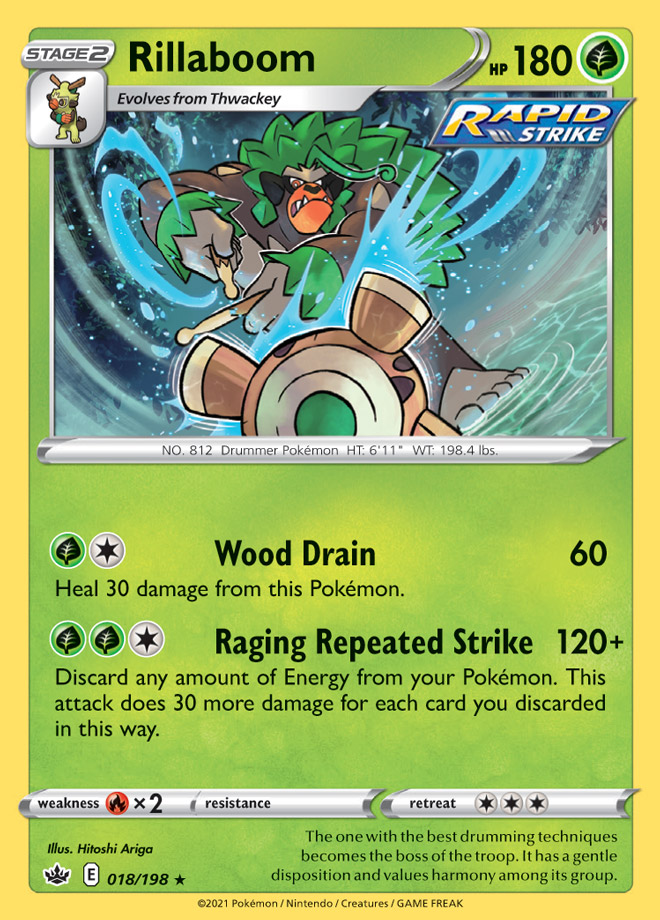 STAGE 2
Rillaboom
HP 180
Evolves from Thwackey
RAPID
STRIKE
NO. 812 Drummer Pokémon HT: 6'11" WT: 198.4 lbs.
Wood Drain 60
Heal 30 damage from this Pokémon.
Raging Repeated Strike 120+
Discard any amount of Energy from your Pokémon. This
attack does 30 more damage for each card you discarded
in this way.
weakness ×2 resistance retreat
Illus. Hitoshi Ariga
E 018/198 ★
The one with the best drumming techniques
becomes the boss of the troop. It has a gentle
disposition and values harmony among its group.
©2021 Pokémon / Nintendo / Creatures / GAME FREAK